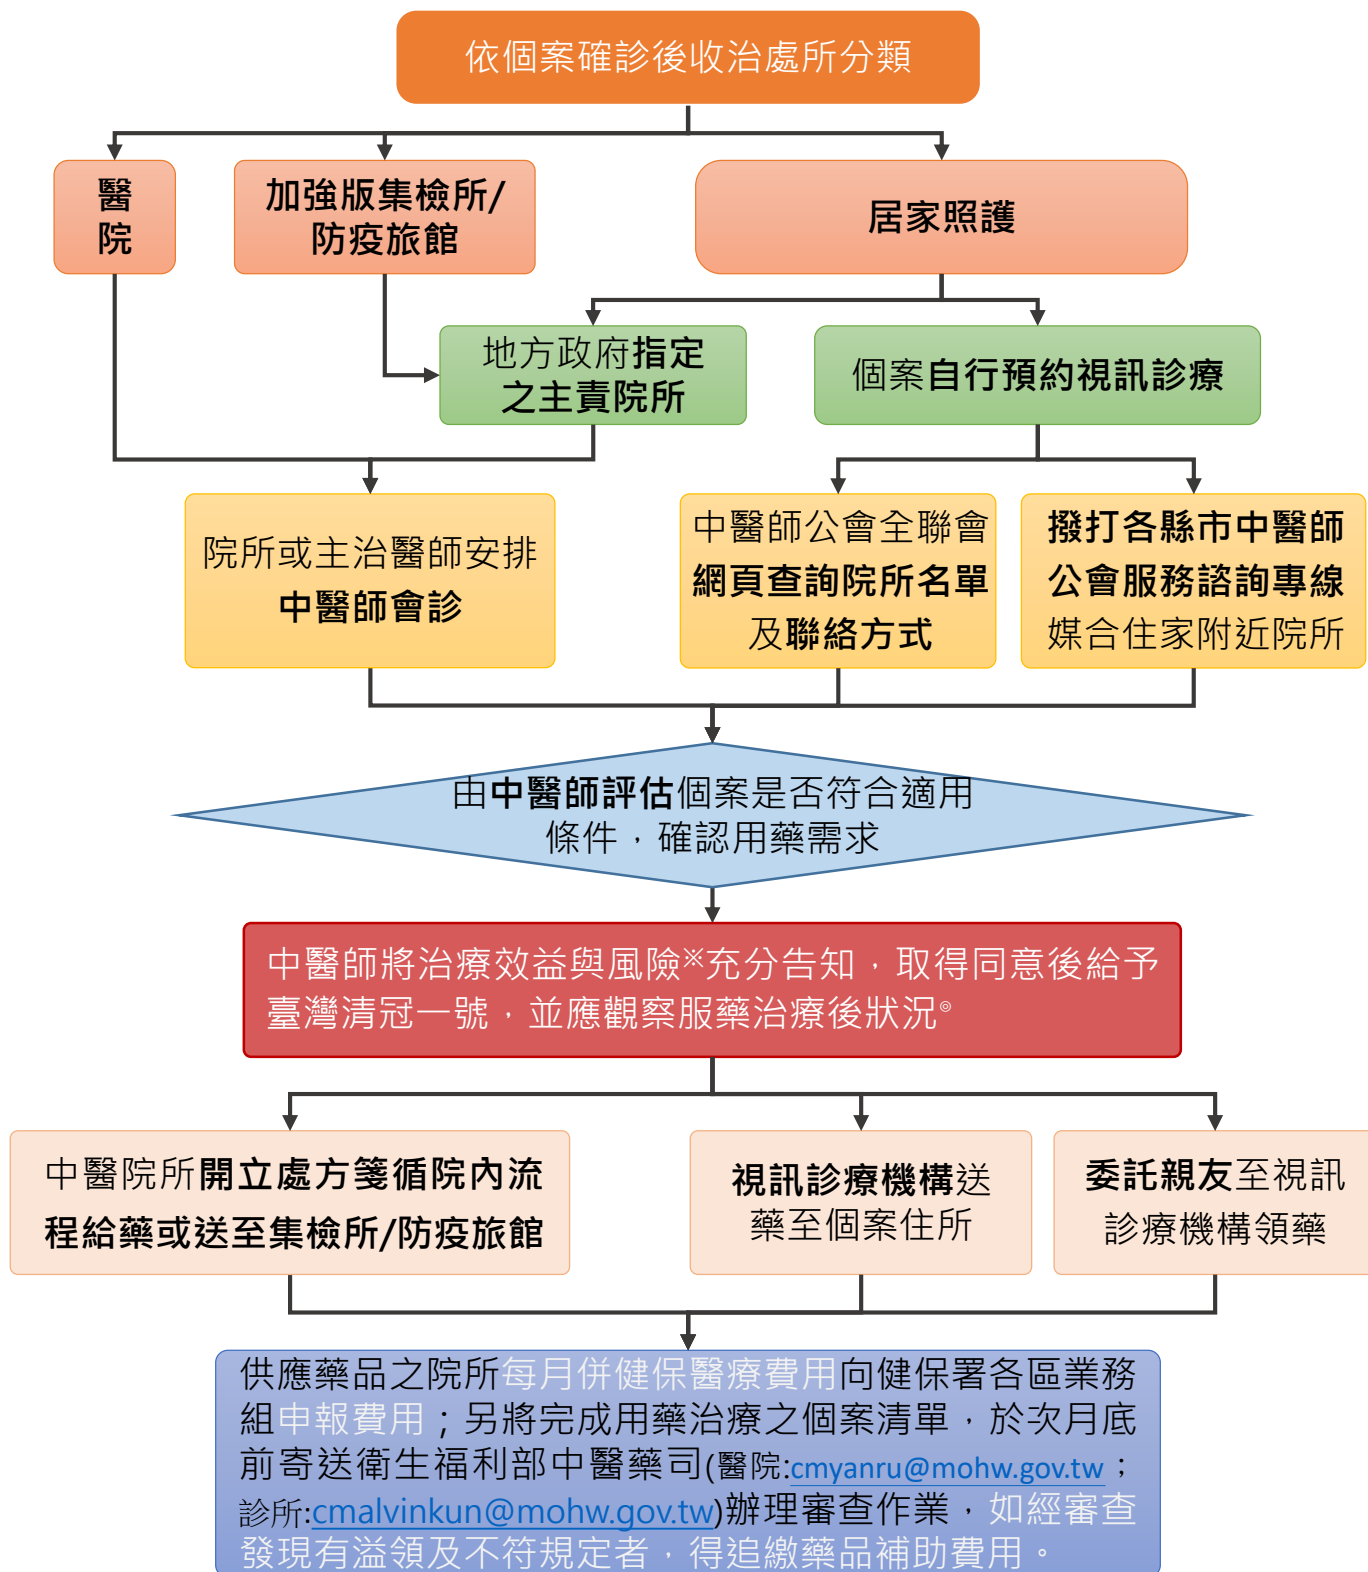 依個案確診後收治處所分類
醫
院
加強版集檢所/
防疫旅館
居家照護
地方政府指定
之主責院所
個案自行預約視訊診療
院所或主治醫師安排
中醫師會診
中醫師公會全聯會
網頁查詢院所名單
及聯絡方式
撥打各縣市中醫師
公會服務諮詢專線
媒合住家附近院所
由中醫師評估個案是否符合適用
條件，確認用藥需求
中醫師將治療效益與風險※充分告知，取得同意後給予
臺灣清冠一號，並應觀察服藥治療後狀況◎
中醫院所開立處方箋循院內流
程給藥或送至集檢所/防疫旅館
視訊診療機構送
藥至個案住所
委託親友至視訊
診療機構領藥
供應藥品之院所每月併健保醫療費用向健保署各區業務
組申報費用；另將完成用藥治療之個案清單，於次月底
前寄送衛生福利部中醫藥司(醫院:cmyanru@mohw.gov.tw；
診所:cmalvinkun@mohw.gov.tw)辦理審查作業，如經審查
發現有溢領及不符規定者，得追繳藥品補助費用。